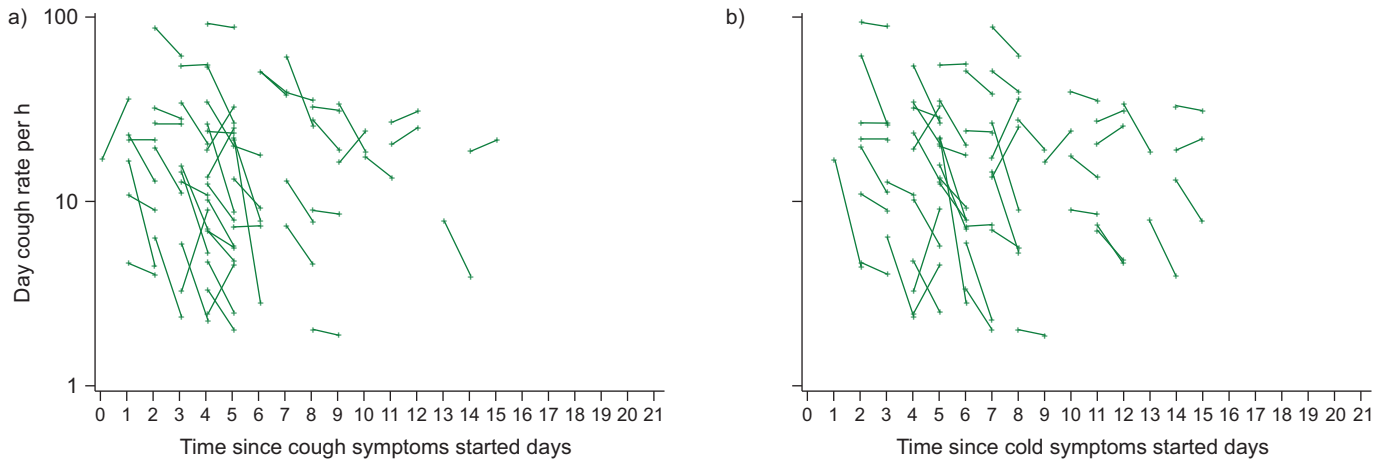 a)
100
10
1
Day cough rate per h
0 1 2 3 4 5 6 7 8 9 10 11 12 13 14 15 16 17 18 19 20 21
Time since cough symptoms started days
b)
0 1 2 3 4 5 6 7 8 9 10 11 12 13 14 15 16 17 18 19 20 21
Time since cold symptoms started days